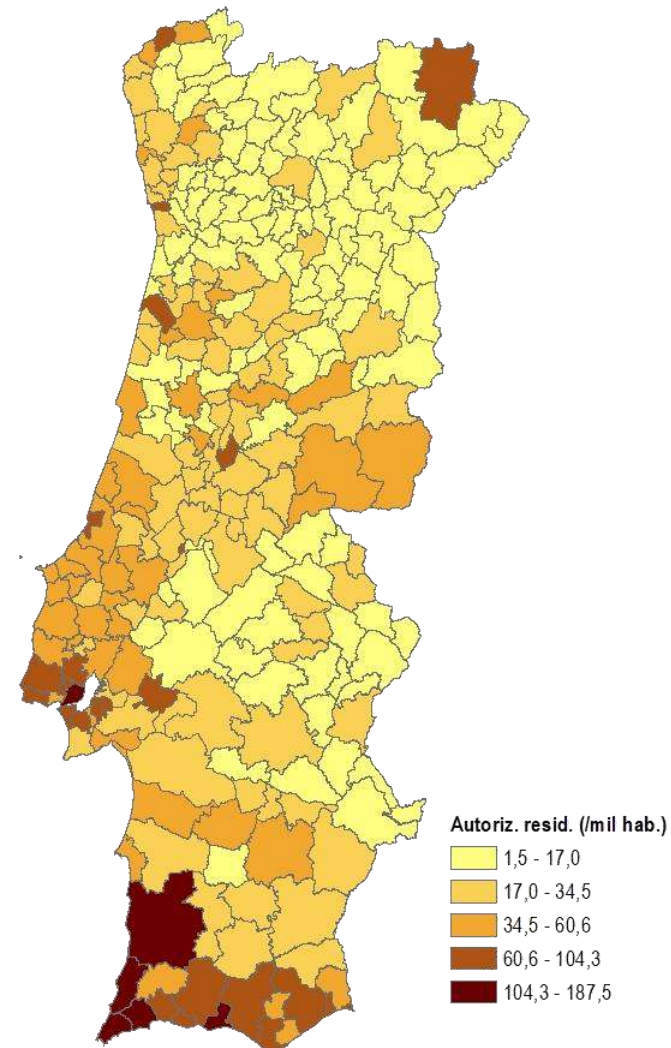 Autoriz. resid. (/mil hab.)
1,5 - 17,0
17,0 - 34,5
34,5 - 60,6
60,6 - 104,3
104,3 - 187,5